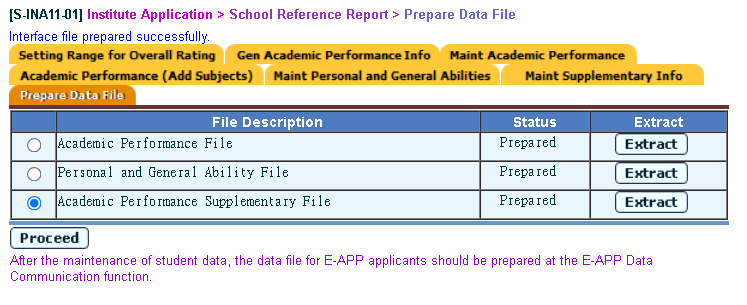 [S-INA11-01] Institute Application > School Reference Report > Prepare Data File
Interface file prepared successfully.
Setting Range for Overall Rating Gen Academic Performance Info Maint Academic Performance
Academic Performance (Add Subjects) Maint Personal and General Abilities Maint Supplementary Info
Prepare Data File
File Description Status Extract
Academic Performance File Prepared Extract
Personal and General Ability File Prepared Extract
Academic Performance Supplementary File Prepared Extract
Proceed
After the maintenance of student data, the data file for E-APP applicants should be prepared at the E-APP Data
Communication function.